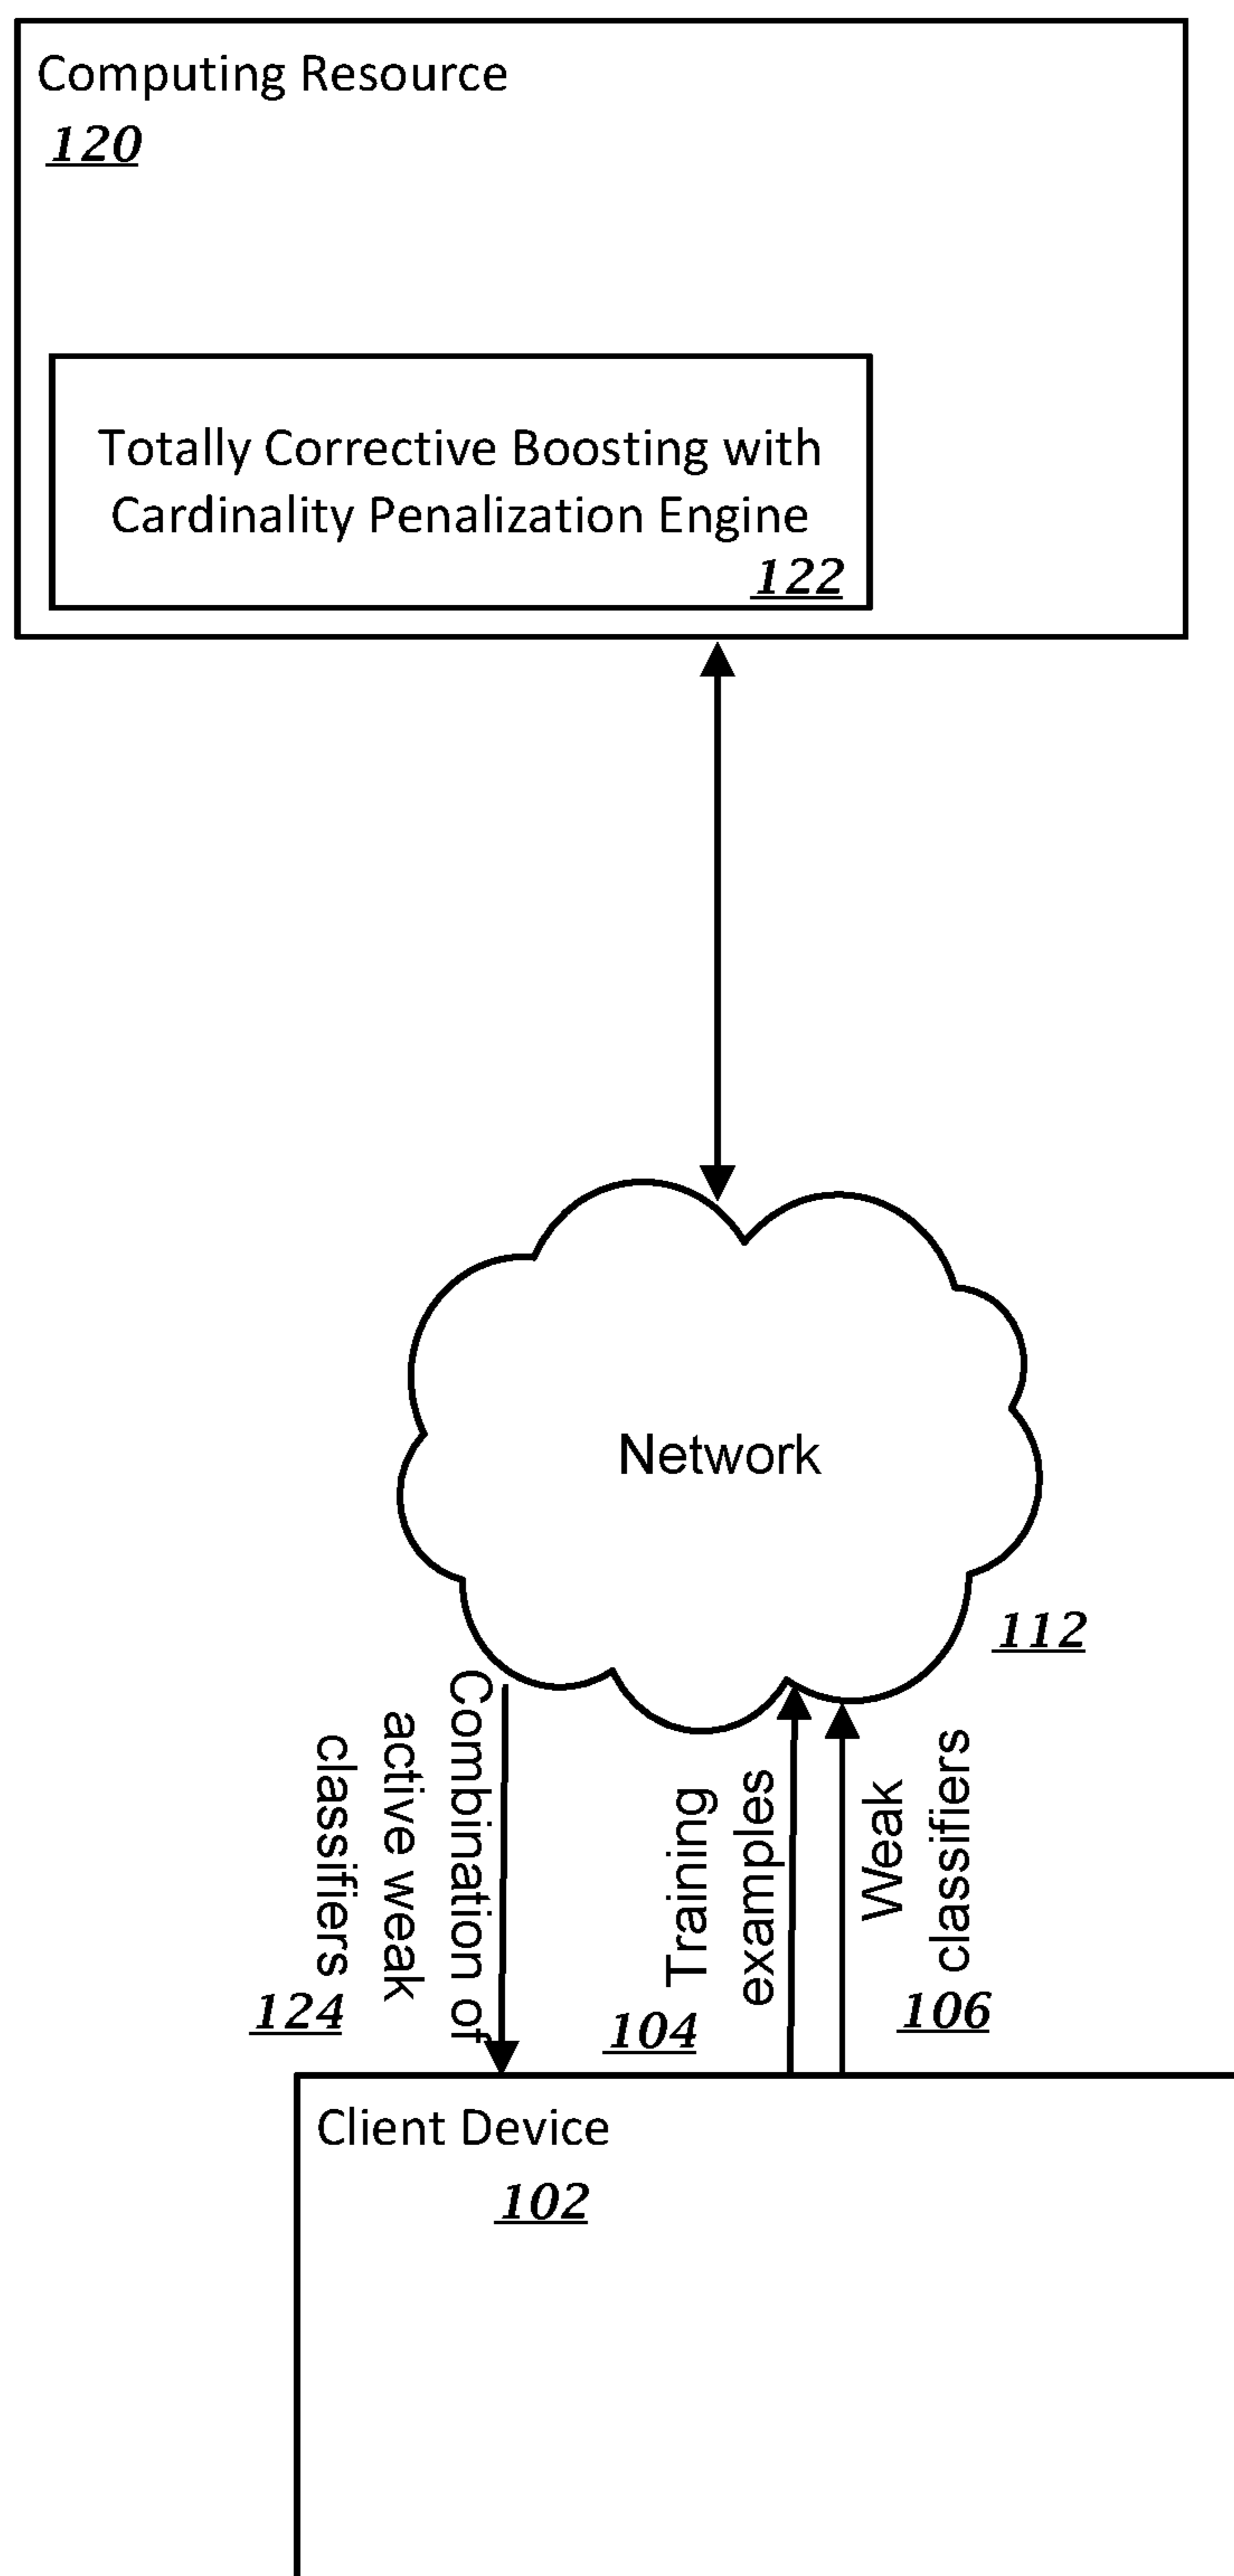 Computing Resource
120
Totally Corrective Boosting with
Cardinality Penalization Engine
122
Network
112
Combination of
active weak
classifiers
124
Training
examples
104
Weak
classifiers
106
Client Device
102